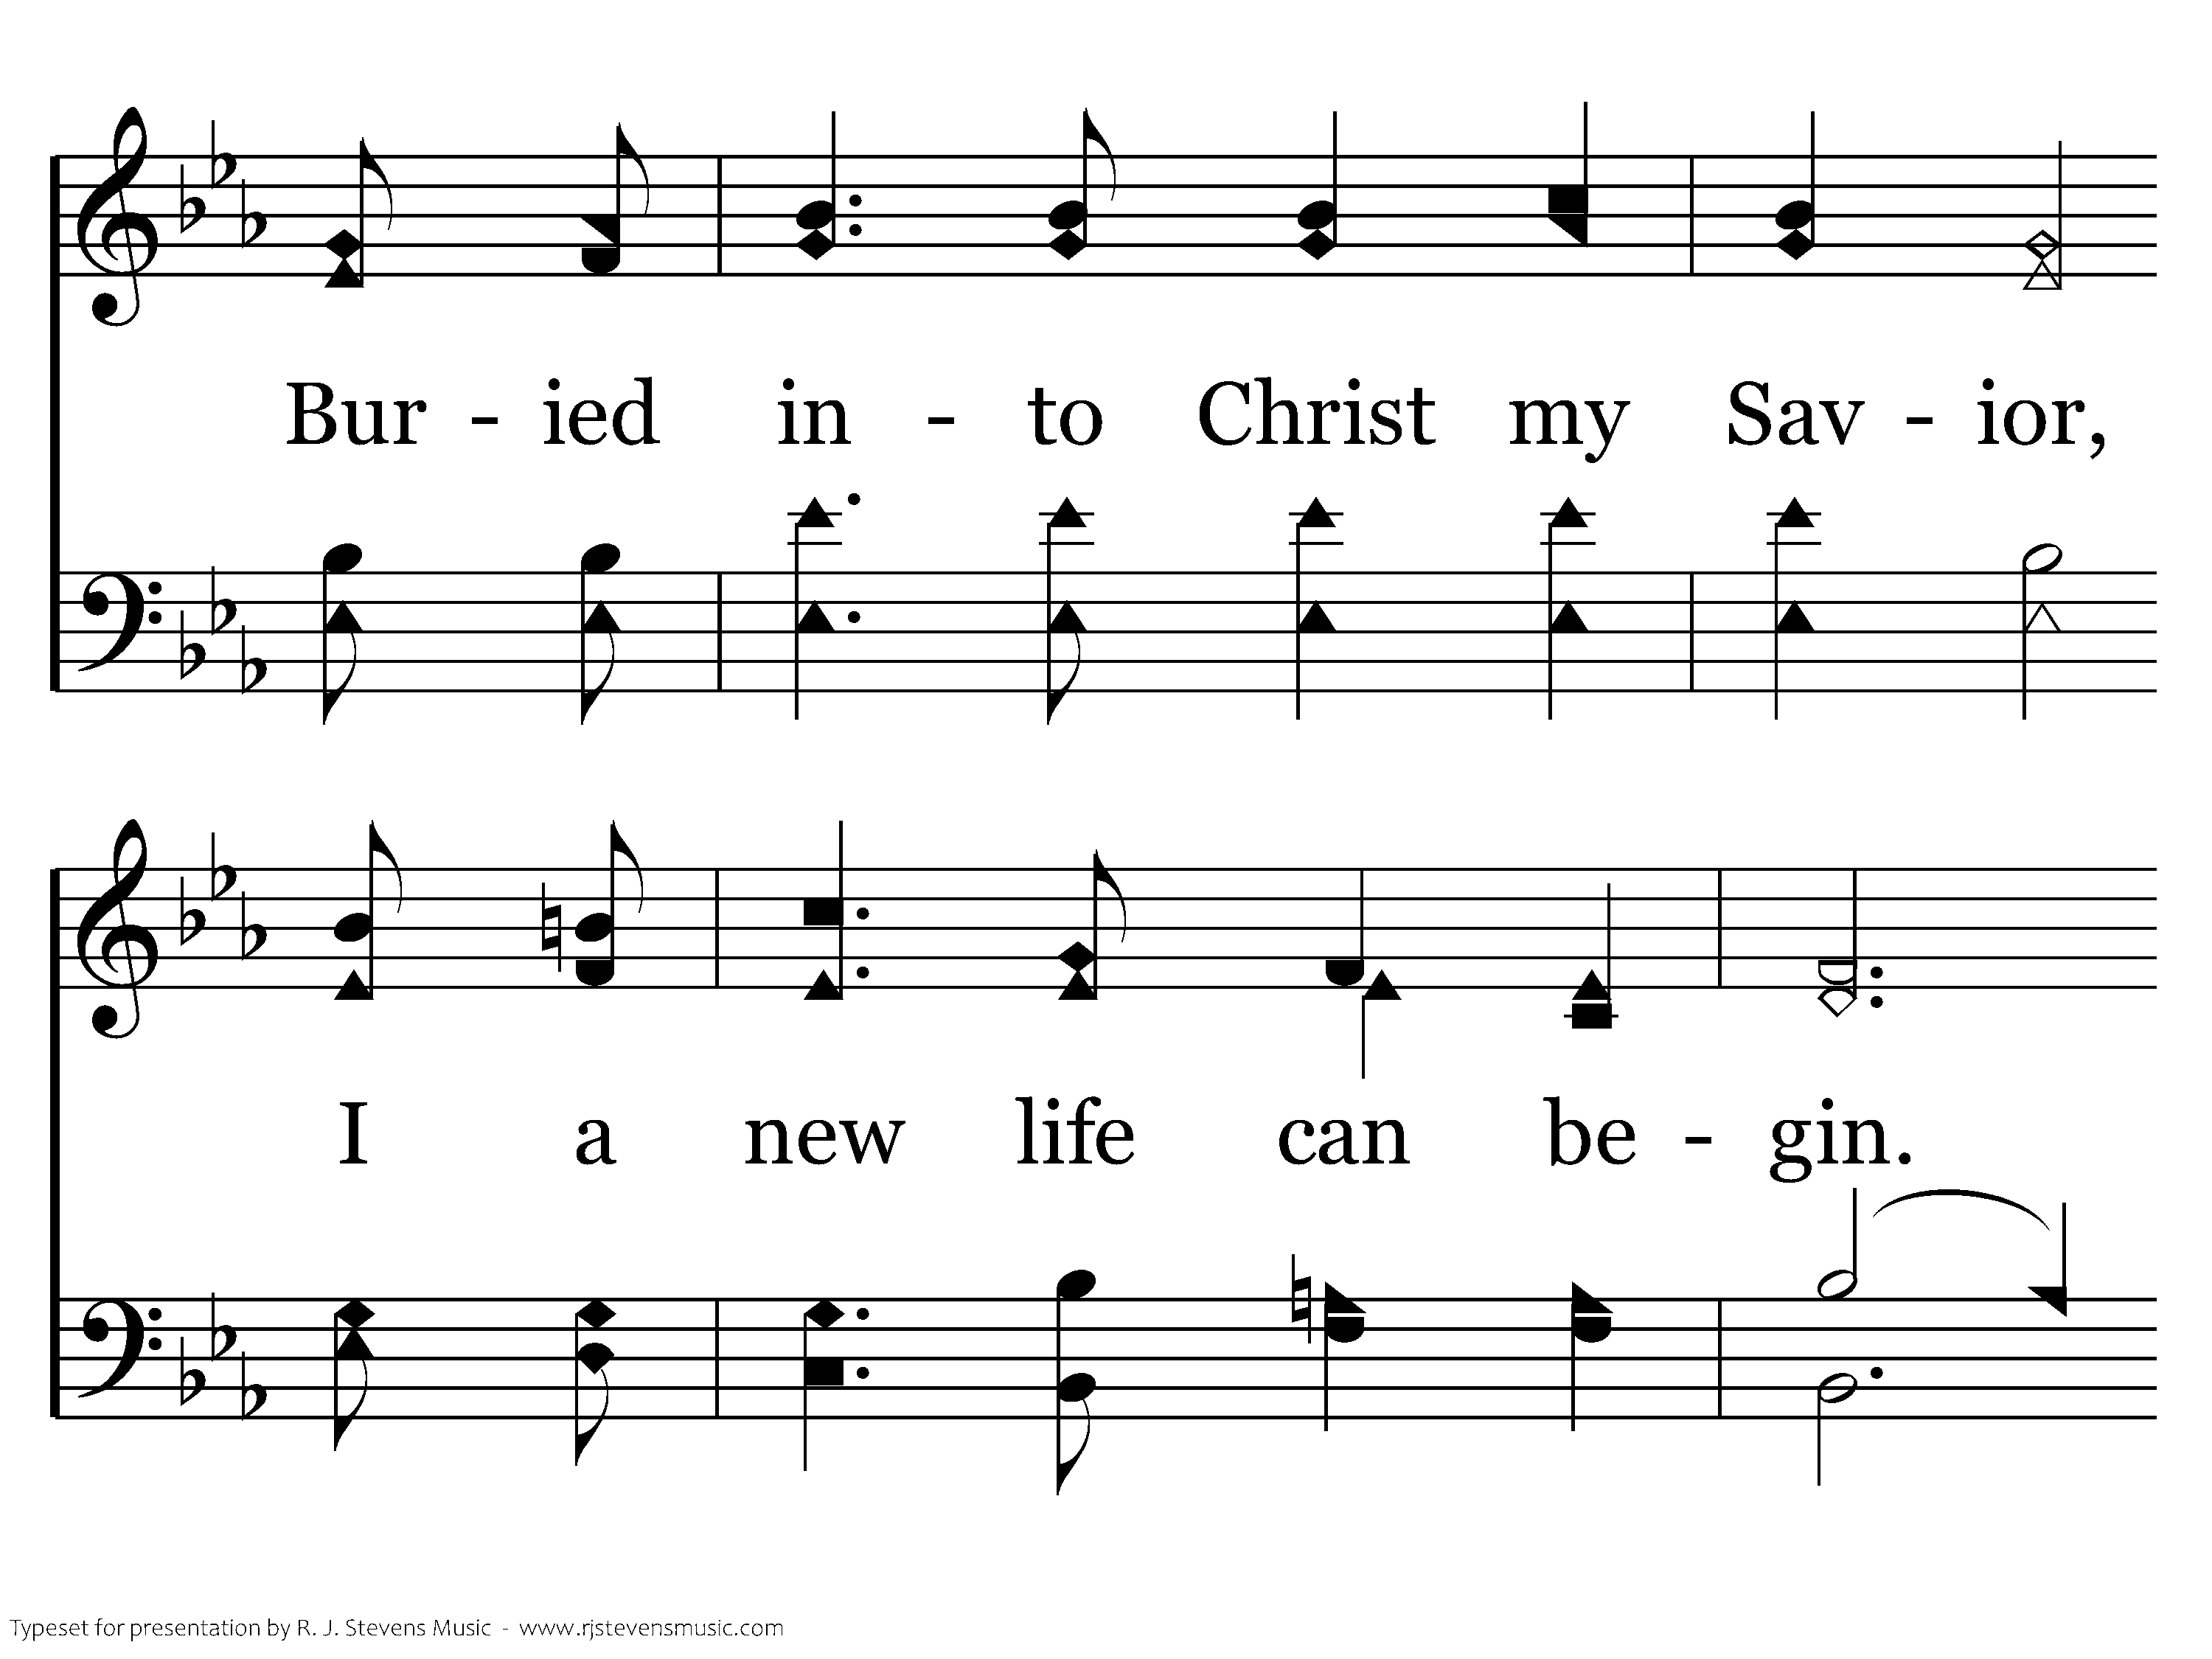 Bur - ied in - to Christ my Sav - ior,
I a new life can be - gin.
Typeset for presentation by R. J. Stevens Music - www.rjstevensmusic.com